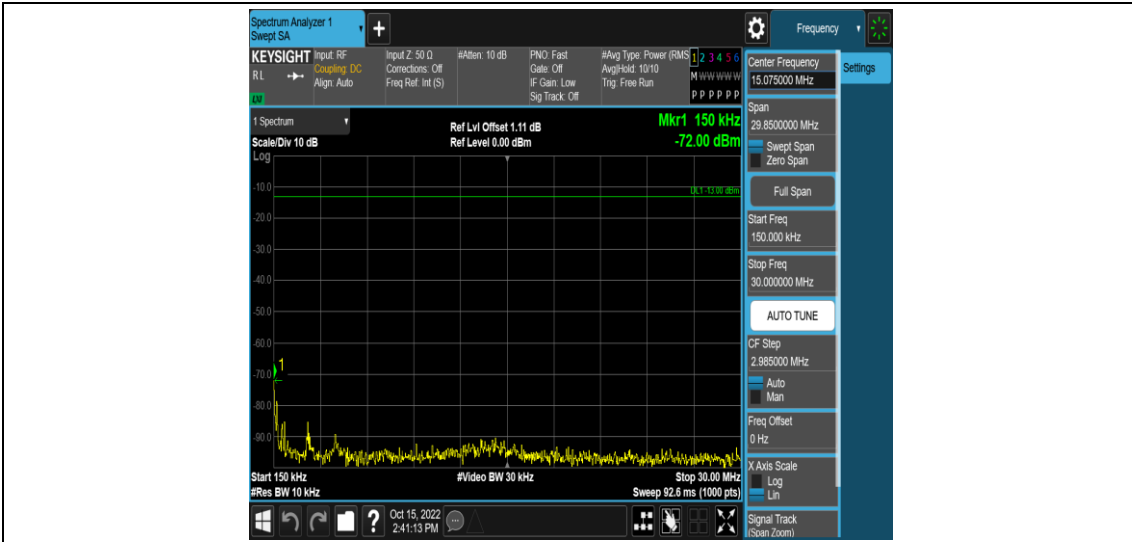 Spectrum Analyzer 1
Swept SA
+
Frequency
KEYSIGHT
R L
LXI
Input: RF
Coupling: DC
Align: Auto
Input Z: 50 Ω
Corrections: Off
Freq Ref: Int (S)
#Atten: 10 dB
PNO: Fast
Gate: Off
IF Gain: Low
Sig Track: Off
#Avg Type: Power (RMS
Avg|Hold: 10/10
Trig: Free Run
1 2 3 4 5 6
M W W W W W
P P P P P P
1 Spectrum
Scale/Div 10 dB
Log
Ref Lvl Offset 1.11 dB
Ref Level 0.00 dBm
Mkr1 150 kHz
-72.00 dBm
DL1 -13.00 dBm
-10.0
-20.0
-30.0
-40.0
-50.0
-60.0
-70.0
-80.0
-90.0
1
Start 150 kHz
#Res BW 10 kHz
#Video BW 30 kHz
Stop 30.00 MHz
Sweep 92.6 ms (1000 pts)
Center Frequency
15.075000 MHz
Settings
Span
29.8500000 MHz
Swept Span
Zero Span
Full Span
Start Freq
150.000 kHz
Stop Freq
30.000000 MHz
AUTO TUNE
CF Step
2.985000 MHz
Auto
Man
Freq Offset
0 Hz
X Axis Scale
Log
Lin
Signal Track
(Span Zoom)
?
Oct 15, 2022
2:41:13 PM